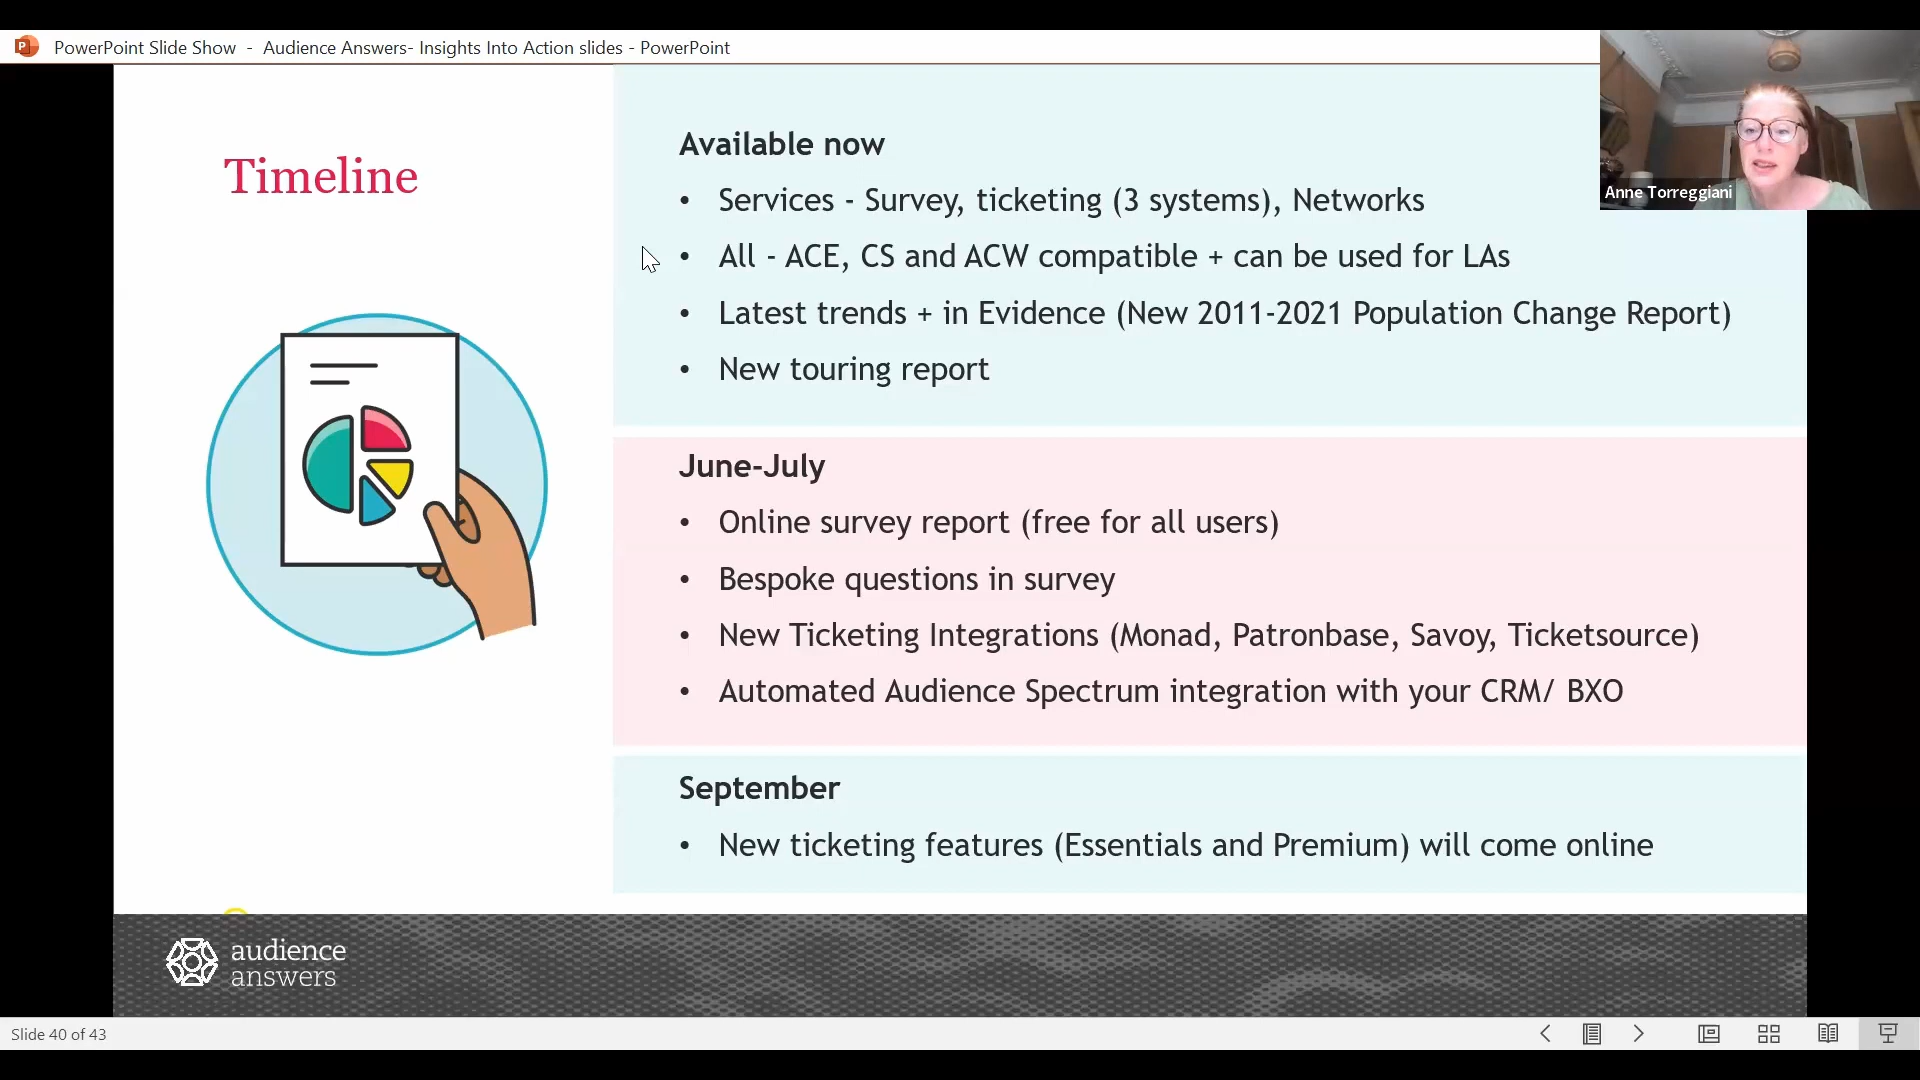 PowerPoint Slide Show - Audience Answers- Insights Into Action slides - PowerPoint
Anne Torreggiani
Timeline
Available now
• Services - Survey, ticketing (3 systems), Networks
• All - ACE, CS and ACW compatible + can be used for LAs
• Latest trends + in Evidence (New 2011-2021 Population Change Report)
• New touring report
June-July
• Online survey report (free for all users)
• Bespoke questions in survey
• New Ticketing Integrations (Monad, Patronbase, Savoy, Ticketsource)
• Automated Audience Spectrum integration with your CRM/ BXO
September
• New ticketing features (Essentials and Premium) will come online
audience
answers
Slide 40 of 43